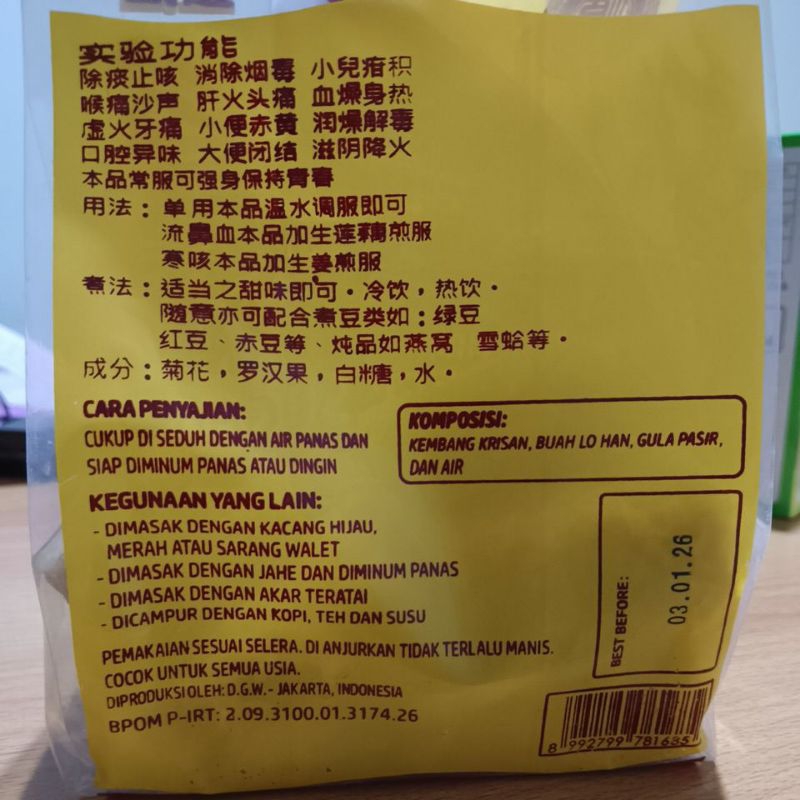 实验功能
除痰止咳 消除烟毒 小兒疳积
喉痛沙声 肝火头痛 血燥身热
虚火牙痛 小便赤黄 润燥解毒
口腔异味 大便闭结 滋阴降火
本品常服可强身保持青春
用法：单用本品温水调服即可
流鼻血本品加生莲藕煎服
寒咳本品加生姜煎服
煮法：适当之甜味即可。冷饮，热饮。
随意亦可配合煮豆类如：绿豆
红豆、赤豆等、炖品如燕窝 雪蛤等。
成分：菊花，罗汉果，白糖，水。
CARA PENYAJIAN:
CUKUP DI SEDUH DENGAN AIR PANAS DAN
SIAP DIMINUM PANAS ATAU DINGIN
KOMPOSISI:
KEMBANG KRISAN, BUAH LO HAN, GULA PASIR,
DAN AIR
KEGUNAAN YANG LAIN:
- DIMASAK DENGAN KACANG HIJAU,
MERAH ATAU SARANG WALET
- DIMASAK DENGAN JAHE DAN DIMINUM PANAS
- DIMASAK DENGAN AKAR TERATAI
- DICAMPUR DENGAN KOPI, TEH DAN SUSU
BEST BEFORE:
03.01.26
PEMAKAIAN SESUAI SELERA. DI ANJURKAN TIDAK TERLALU MANIS.
COCOK UNTUK SEMUA USIA.
DIPRODUKSI OLEH: D.G.W.- JAKARTA, INDONESIA
BPOM P-IRT: 2.09.3100.01.3174.26
8 992799 781635